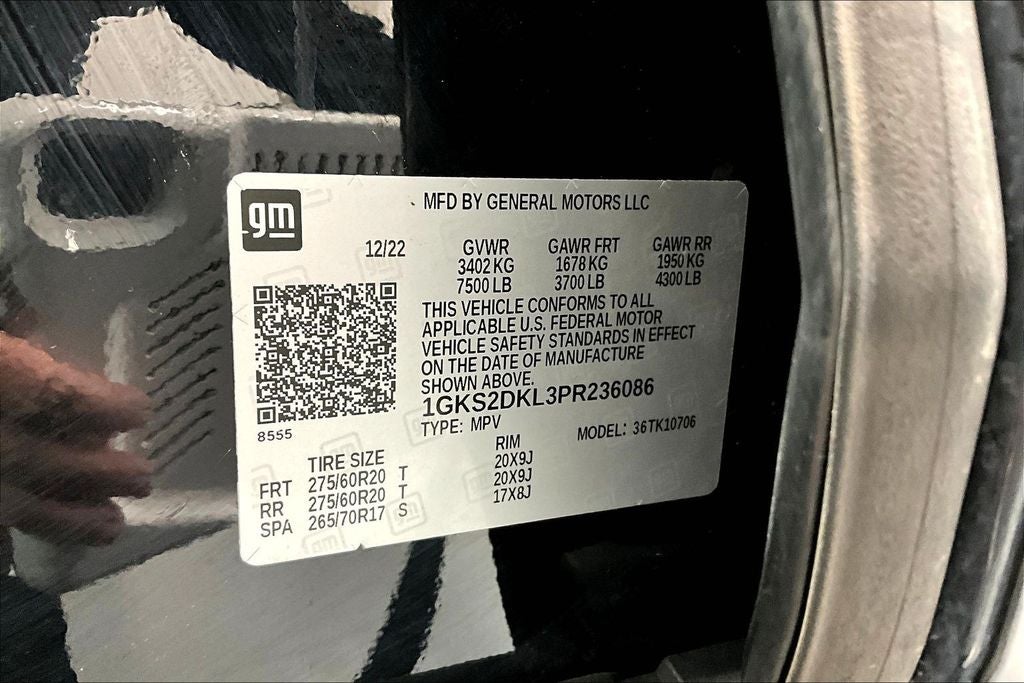 gm
MFD BY GENERAL MOTORS LLC
12/22 GVWR GAWR FRT GAWR RR
3402 KG 1678 KG 1950 KG
7500 LB 3700 LB 4300 LB
THIS VEHICLE CONFORMS TO ALL
APPLICABLE U.S. FEDERAL MOTOR
VEHICLE SAFETY STANDARDS IN EFFECT
ON THE DATE OF MANUFACTURE
SHOWN ABOVE.
1GKS2DKL3PR236086
8555
TYPE: MPV MODEL: 36TK10706
TIRE SIZE RIM
FRT 275/60R20 T 20X9J
RR 275/60R20 T 20X9J
SPA 265/70R17 S 17X8J